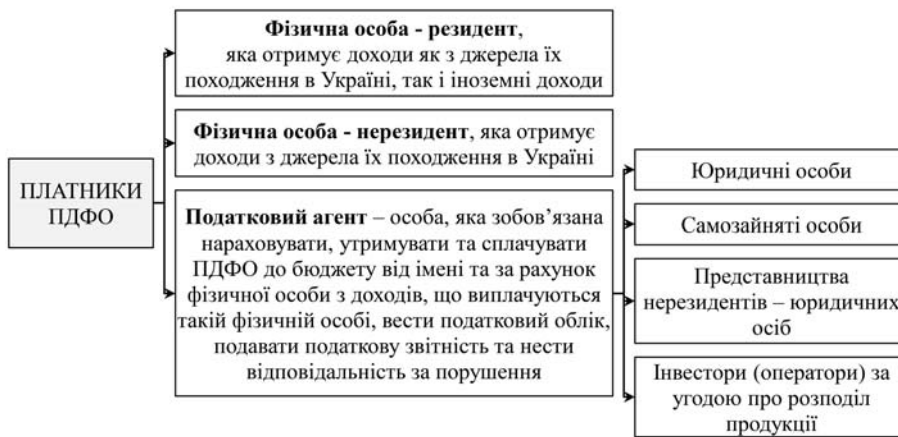 ПЛАТНИКИ
ПДФО
Фізична особа - резидент,
яка отримує доходи як з джерела їх
походження в Україні, так і іноземні доходи
Фізична особа - нерезидент, яка отримує
доходи з джерела їх походження в Україні
Податковий агент – особа, яка зобов’язана
нараховувати, утримувати та сплачувати
ПДФО до бюджету від імені та за рахунок
фізичної особи з доходів, що виплачуються
такій фізичній особі, вести податковий облік,
подавати податкову звітність та нести
відповідальність за порушення
Юридичні особи
Самозайняті особи
Представництва
нерезидентів – юридичних
осіб
Інвестори (оператори) за
угодою про розподіл
продукції